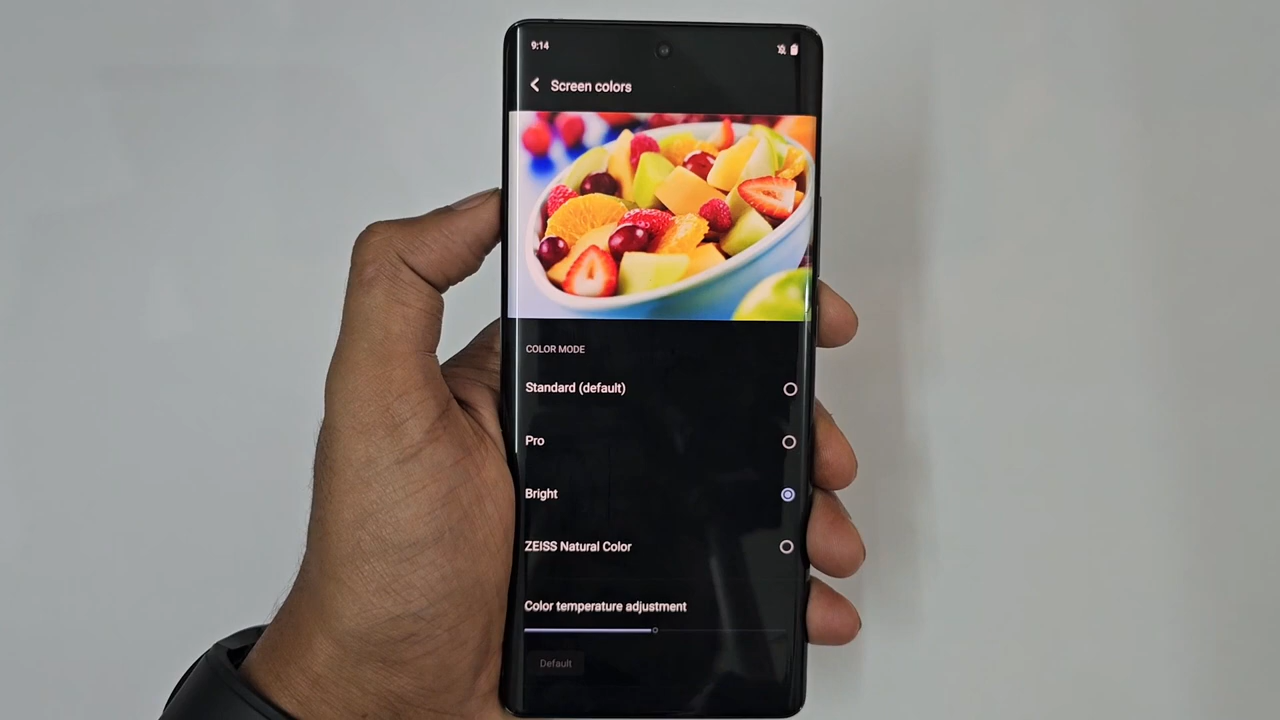 9:14
Screen colors
COLOR MODE
Standard (default)
Pro
Bright
ZEISS Natural Color
Color temperature adjustment
Default